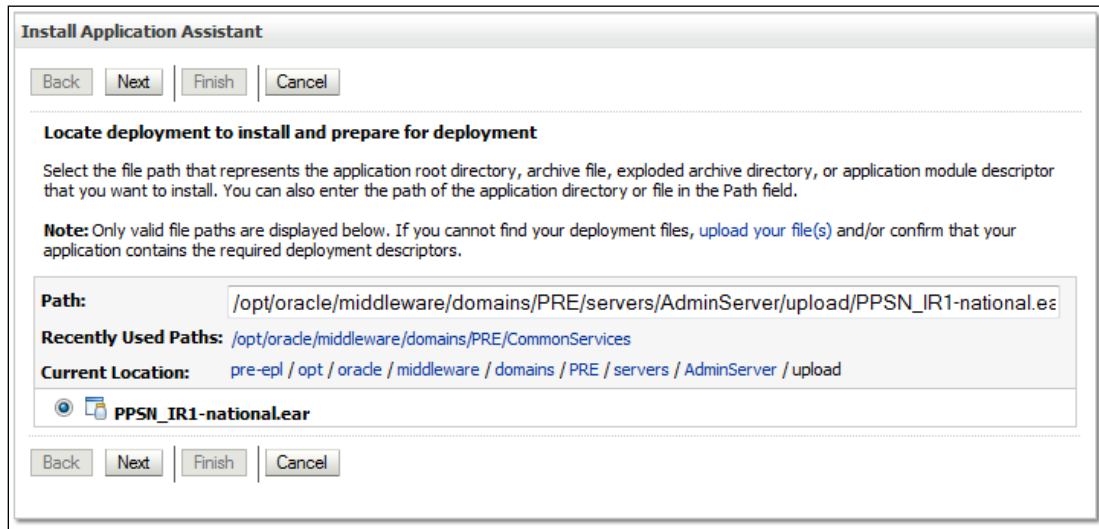 Install Application Assistant
Back Next Finish Cancel
Locate deployment to install and prepare for deployment
Select the file path that represents the application root directory, archive file, exploded archive directory, or application module descriptor
that you want to install. You can also enter the path of the application directory or file in the Path field.
Note: Only valid file paths are displayed below. If you cannot find your deployment files, upload your file(s) and/or confirm that your
application contains the required deployment descriptors.
Path: /opt/oracle/middleware/domains/PRE/servers/AdminServer/upload/PPSN_IR1-national.ea
Recently Used Paths: /opt/oracle/middleware/domains/PRE/CommonServices
Current Location: pre-epl / opt / oracle / middleware / domains / PRE / servers / AdminServer / upload
PPSN_IR1-national.ear
Back Next Finish Cancel